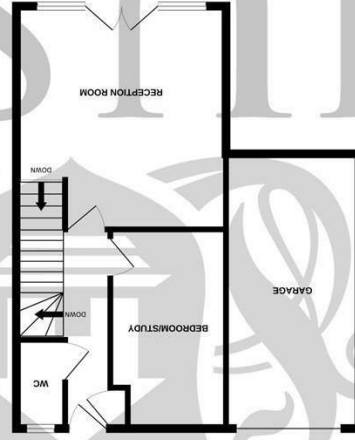 RECEPTION ROOM
DOWN
GARAGE
DOWN
BEDROOM/STUDY
WC